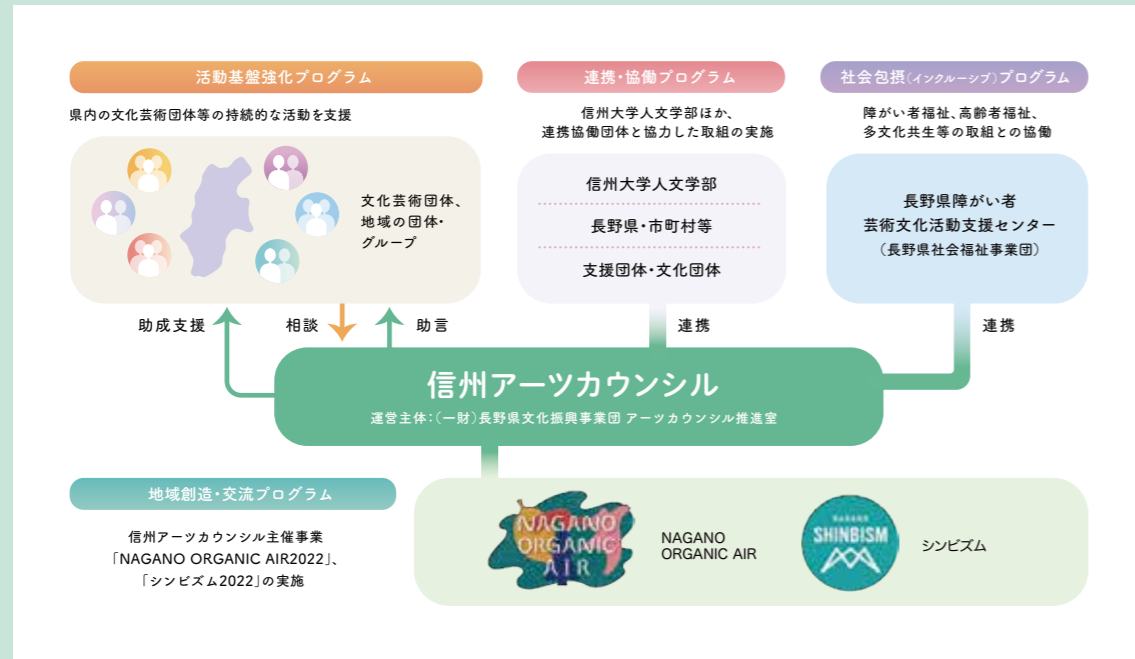 活動基盤強化プログラム
県内の文化芸術団体等の持続的な活動を支援
文化芸術団体、
地域の団体・
グループ
連携・協働プログラム
信州大学人文学部ほか、
連携協働団体と協力した取組の実施
信州大学人文学部
長野県・市町村等
支援団体・文化団体
社会包摂(インクルーシブ)プログラム
障がい者福祉、高齢者福祉、
多文化共生等の取組との協働
長野県障がい者
芸術文化活動支援センター
(長野県社会福祉事業団)
助成支援
相談
助言
連携
連携
信州アーツカウンシル
運営主体:(一財)長野県文化振興事業団 アーツカウンシル推進室
地域創造・交流プログラム
信州アーツカウンシル主催事業
「NAGANO ORGANIC AIR2022」、
「シンビズム2022」の実施
NAGANO
ORGANIC
AIR
NAGANO
ORGANIC AIR
SHINBISM
シンビズム